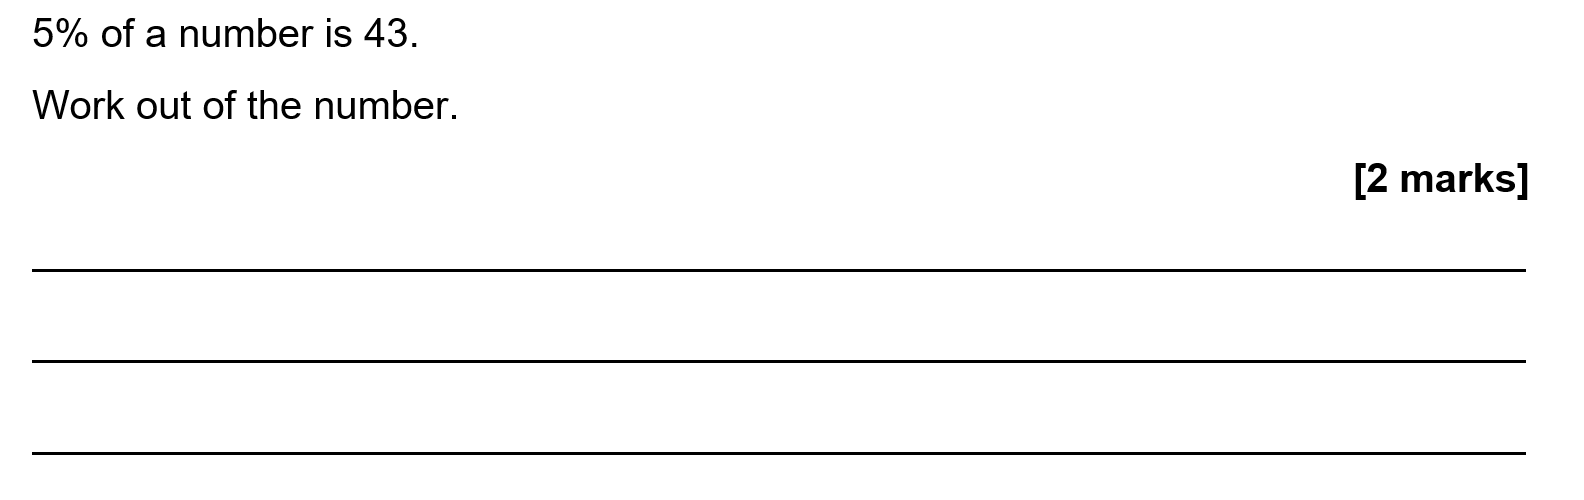 5% of a number is 43.
Work out of the number.
[2 marks]